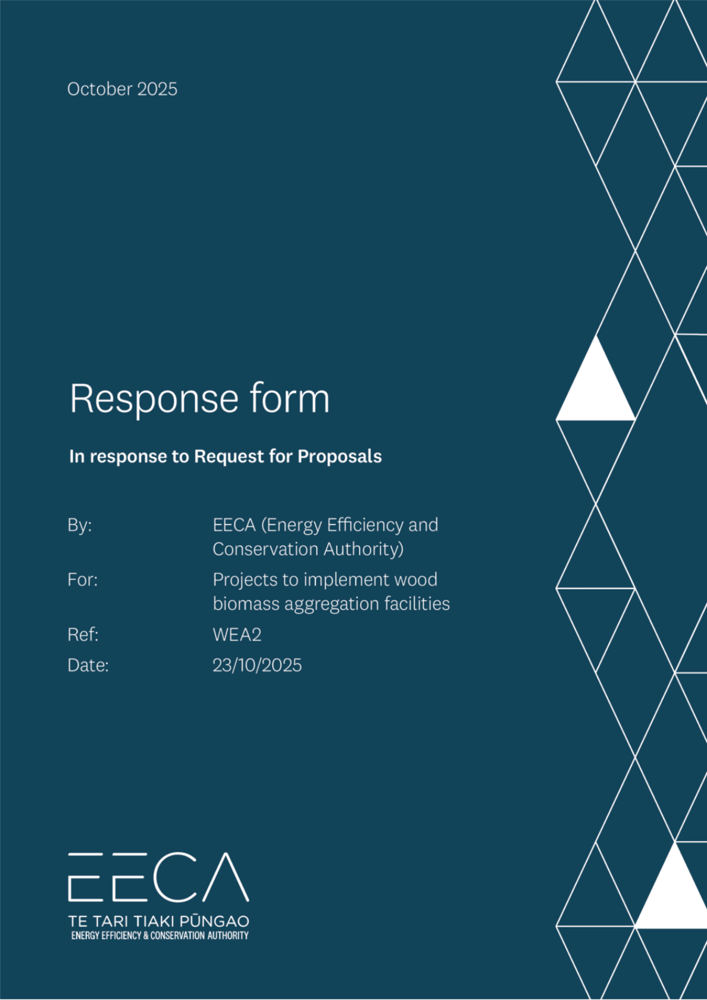 October 2025
Response form
In response to Request for Proposals
By: EECA (Energy Efficiency and
Conservation Authority)
For: Projects to implement wood
biomass aggregation facilities
Ref: WEA2
Date: 23/10/2025
EECA
TE TARI TIAKI PŪNGAO
ENERGY EFFICIENCY & CONSERVATION AUTHORITY